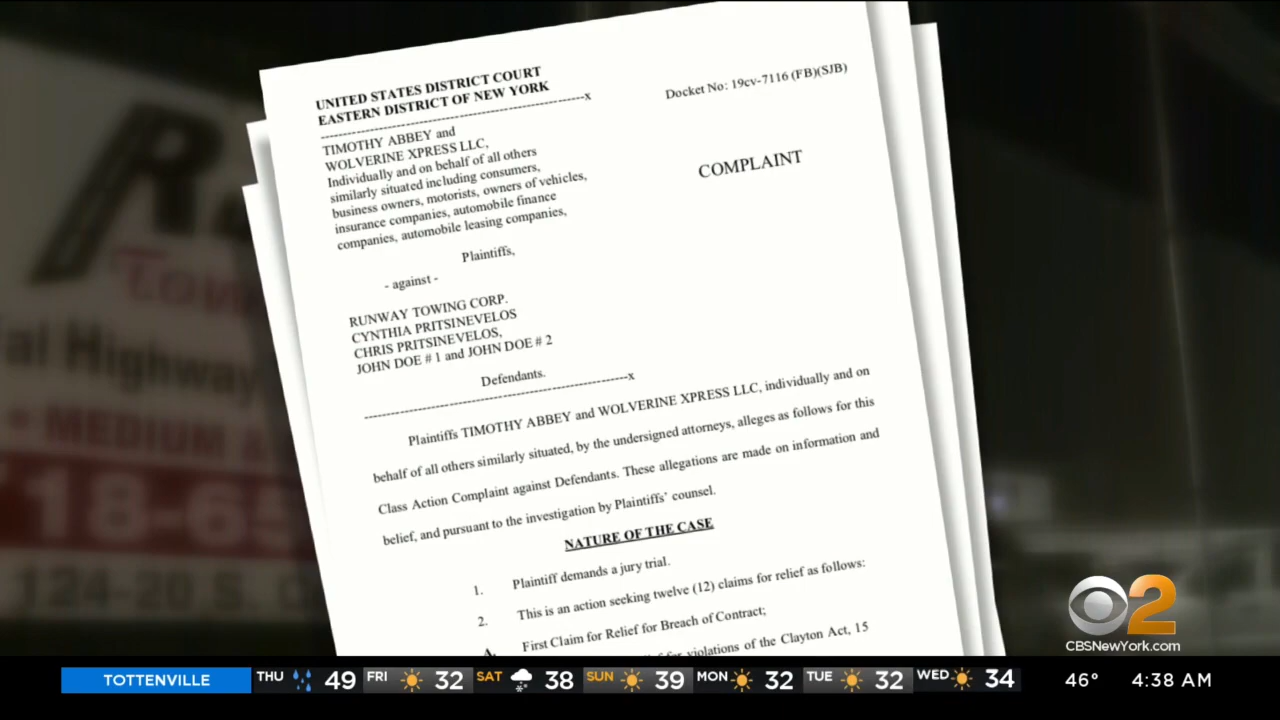 UNITED STATES DISTRICT COURT
EASTERN DISTRICT OF NEW YORK
Docket No: 19cv-7116 (FB)(SJB)
TIMOTHY ABBEY and
WOLVERINE XPRESS LLC,
Individually and on behalf of all others
similarly situated including consumers,
business owners, motorists, owners of vehicles,
insurance companies, automobile finance
companies, automobile leasing companies,
COMPLAINT
Plaintiffs,
- against -
RUNWAY TOWING CORP.
CYNTHIA PRITSINEVELOS
CHRIS PRITSINEVELOS,
JOHN DOE # 1 and JOHN DOE # 2
Defendants.
Plaintiffs TIMOTHY ABBEY and WOLVERINE XPRESS LLC, individually and on
behalf of all others similarly situated, by the undersigned attorneys, alleges as follows for this
Class Action Complaint against Defendants. These allegations are made on information and
belief, and pursuant to the investigation by Plaintiffs' counsel.
NATURE OF THE CASE
1. Plaintiff demands a jury trial.
2. This is an action seeking twelve (12) claims for relief as follows:
A. First Claim for Relief for Breach of Contract;
violations of the Clayton Act, 15
al Highway
MEDIUM
18-65
124-20 S.
2
CBSNewYork.com
TOTTENVILLE THU 49 FRI 32 SAT 38 SUN 39 MON 32 TUE 32 WED 34 46° 4:38 AM